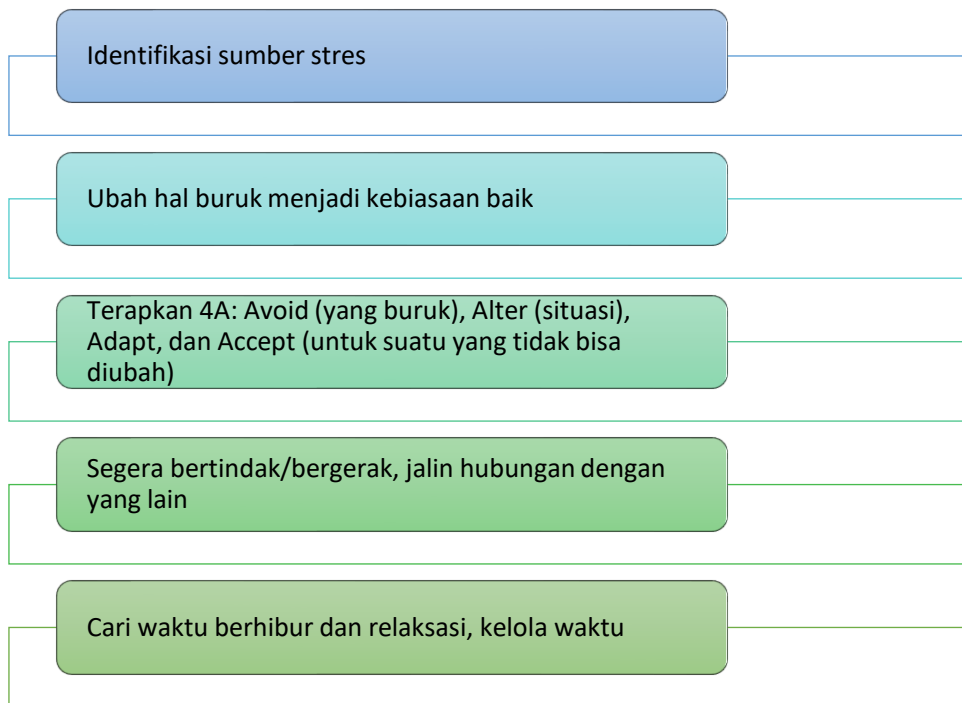 Identifikasi sumber stres
Ubah hal buruk menjadi kebiasaan baik
Terapkan 4A: Avoid (yang buruk), Alter (situasi),
Adapt, dan Accept (untuk suatu yang tidak bisa
diubah)
Segera bertindak/bergerak, jalin hubungan dengan
yang lain
Cari waktu berhibur dan relaksasi, kelola waktu